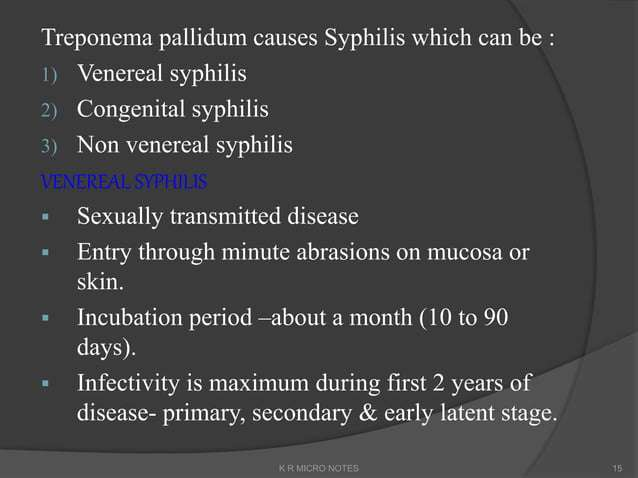 Treponema pallidum causes Syphilis which can be :
1) Venereal syphilis
2) Congenital syphilis
3) Non venereal syphilis
VENEREAL SYPHILIS
▪ Sexually transmitted disease
▪ Entry through minute abrasions on mucosa or
skin.
▪ Incubation period –about a month (10 to 90
days).
▪ Infectivity is maximum during first 2 years of
disease- primary, secondary & early latent stage.
K R MICRO NOTES
15